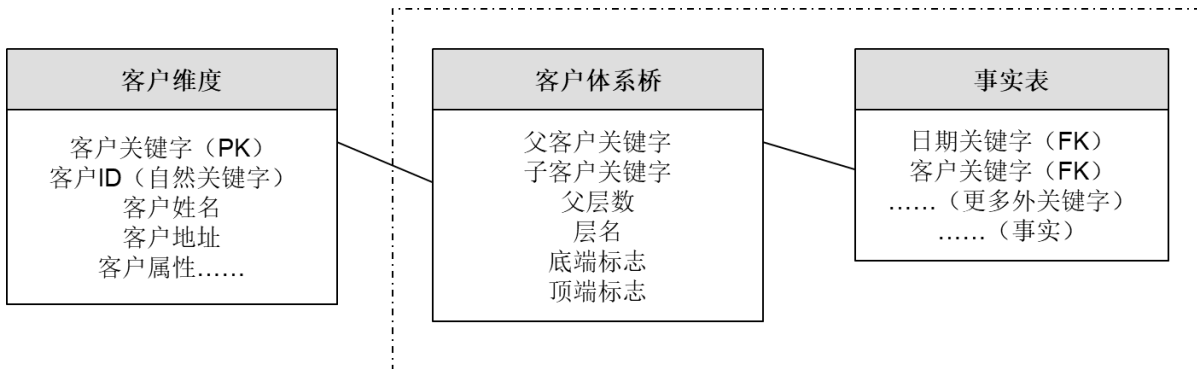 客户维度
客户关键字（PK）
客户ID（自然关键字）
客户姓名
客户地址
客户属性……
客户体系桥
父客户关键字
子客户关键字
父层数
层名
底端标志
顶端标志
事实表
日期关键字（FK）
客户关键字（FK）
……（更多外关键字）
……（事实）